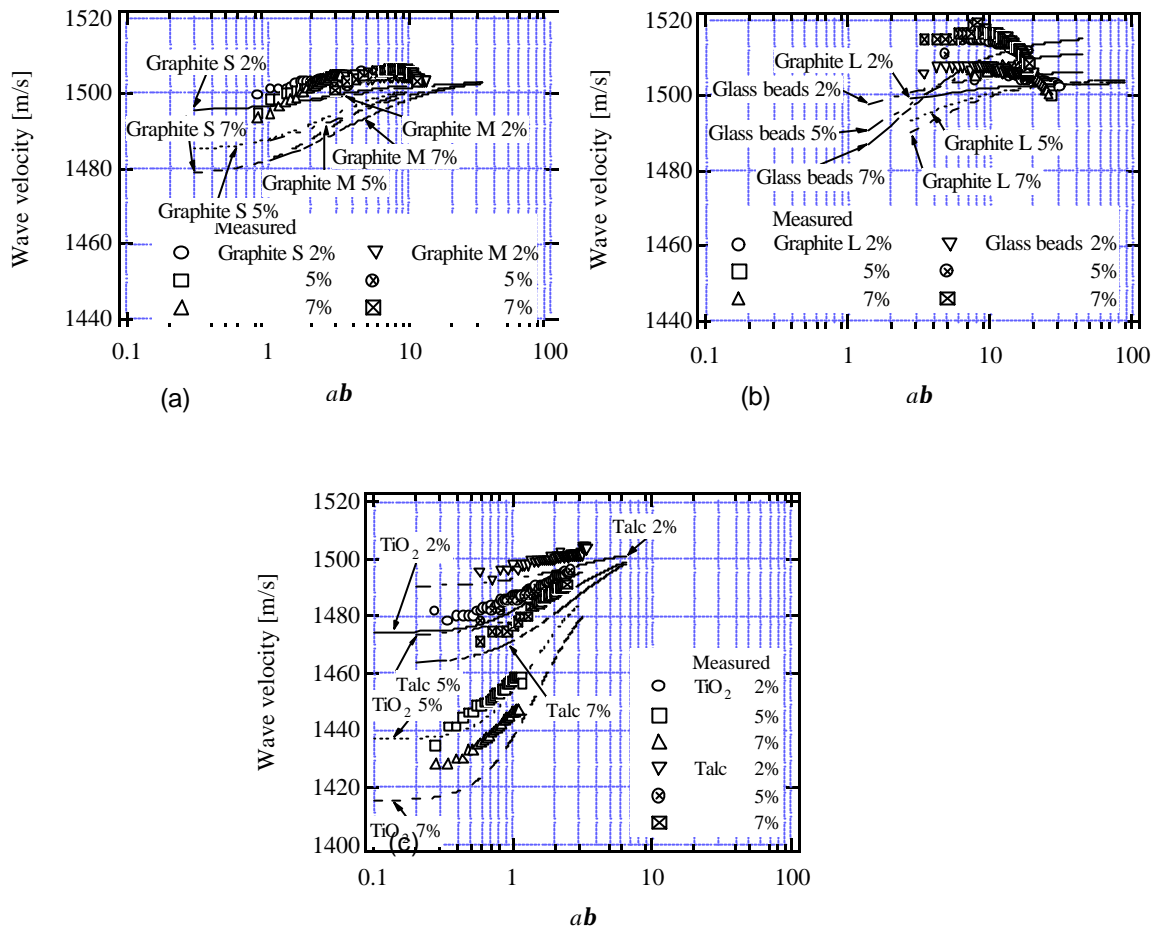 1520
1500
1480
1460
1440
Wave velocity [m/s]
Graphite S 2%
Graphite S 7%
Graphite M 2%
Graphite M 7%
Graphite M 5%
Graphite S 5%
Measured
Graphite S 2%
Graphite M 2%
5%
5%
7%
7%
0.1
1
10
100
(a)
ab
1520
1500
1480
1460
1440
Wave velocity [m/s]
Graphite L 2%
Glass beads 2%
Glass beads 5%
Graphite L 5%
Glass beads 7%
Graphite L 7%
Measured
Graphite L 2%
Glass beads 2%
5%
5%
7%
7%
0.1
1
10
100
(b)
ab
1520
1500
1480
1460
1440
1420
1400
Wave velocity [m/s]
Talc 2%
TiO2 2%
Talc 5%
TiO2 5%
Talc 7%
TiO2 7%
Measured
TiO2 2%
5%
7%
Talc 2%
5%
7%
(c)
0.1
1
10
100
ab